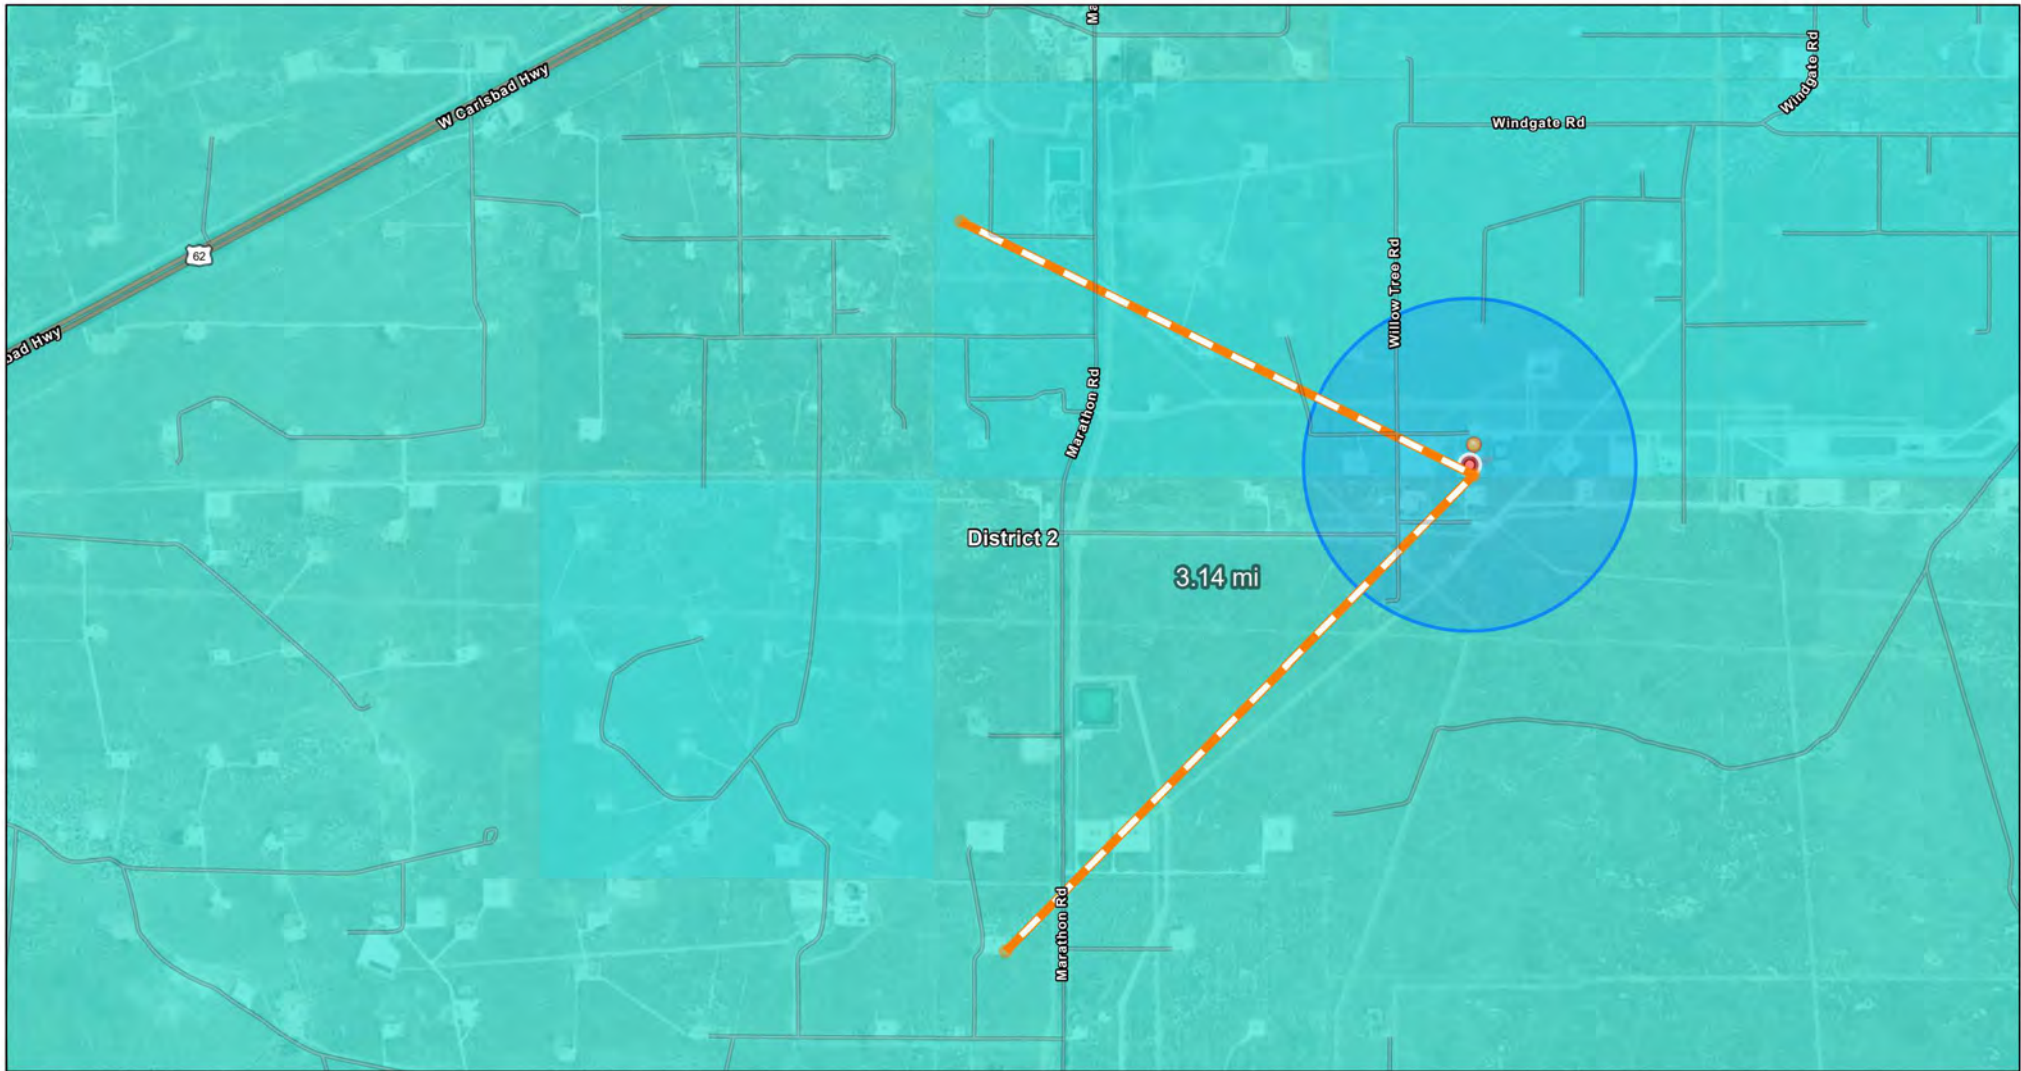 Ma
W Carlsbad Hwy
Windgate Rd
Windgate Rd
62
Willow Tree Rd
bad Hwy
Marathon Rd
District 2
3.14 mi
Marathon Rd